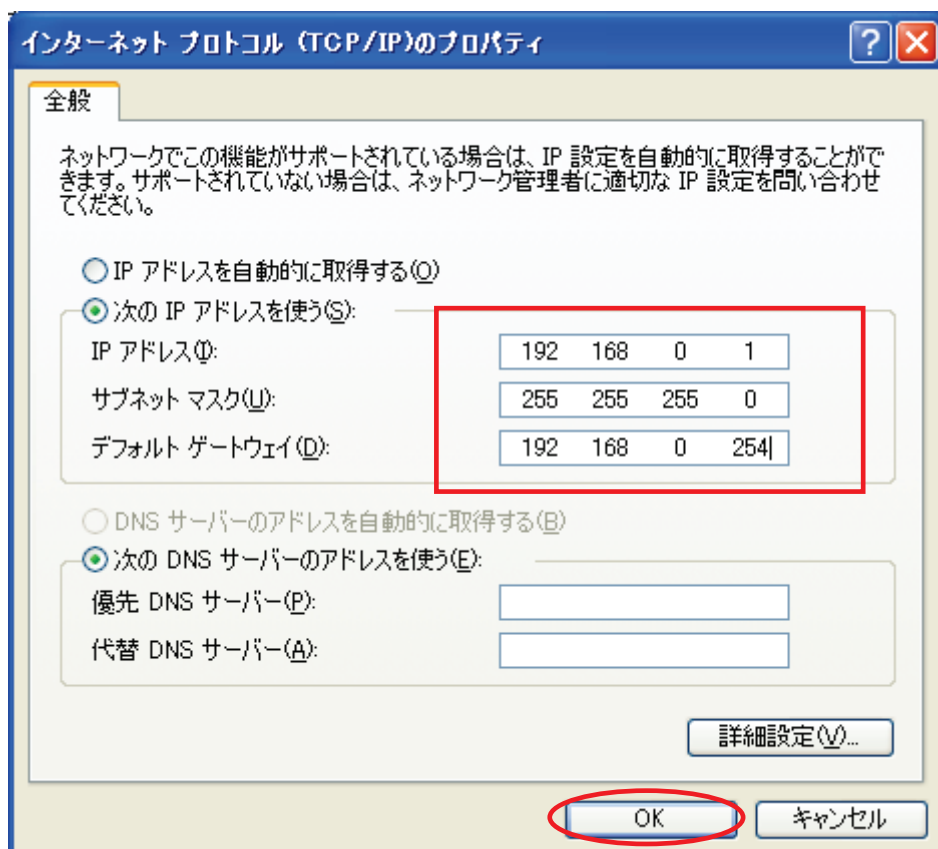 インターネット プロトコル (TCP/IP)のプロパティ
全般
ネットワークでこの機能がサポートされている場合は、IP 設定を自動的に取得することがで
きます。サポートされていない場合は、ネットワーク管理者に適切な IP 設定を問い合わせ
てください。
IP アドレスを自動的に取得する(O)
次の IP アドレスを使う(S):
IP アドレス(I): 192 168 0 1
サブネット マスク(U): 255 255 255 0
デフォルト ゲートウェイ(D): 192 168 0 254
DNS サーバーのアドレスを自動的に取得する(B)
次の DNS サーバーのアドレスを使う(E):
優先 DNS サーバー(P):
代替 DNS サーバー(A):
詳細設定(V)...
OK キャンセル